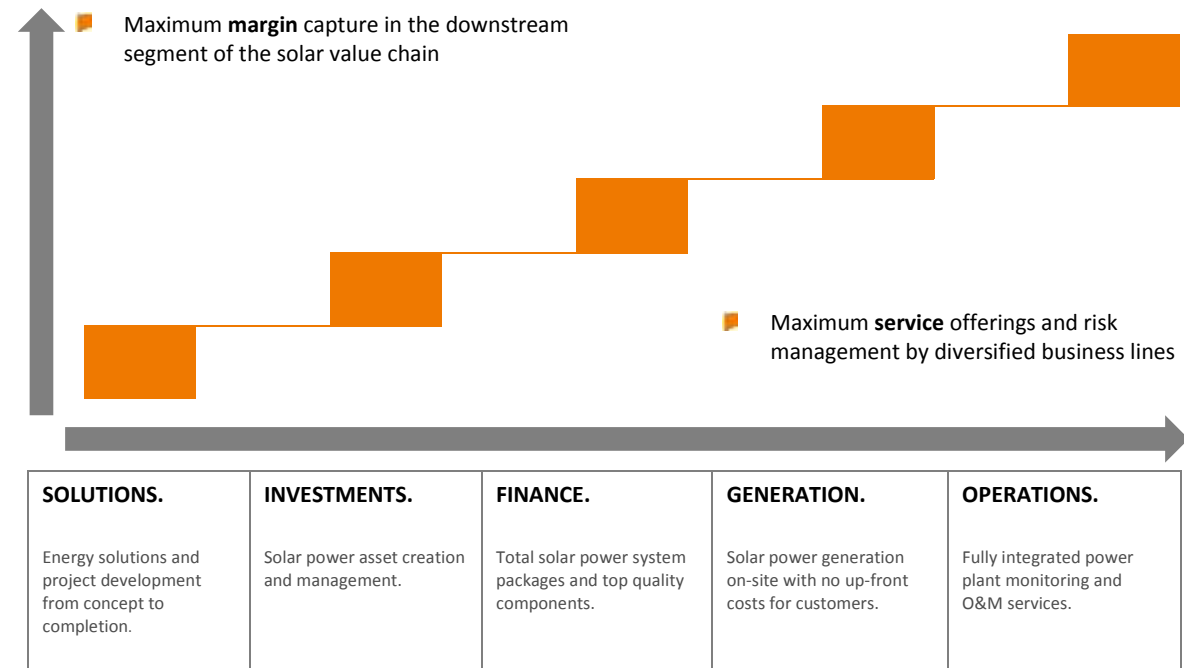 Maximum margin capture in the downstream
segment of the solar value chain
Maximum service offerings and risk
management by diversified business lines
SOLUTIONS.
Energy solutions and
project development
from concept to
completion.
INVESTMENTS.
Solar power asset creation
and management.
FINANCE.
Total solar power system
packages and top quality
components.
GENERATION.
Solar power generation
on-site with no up-front
costs for customers.
OPERATIONS.
Fully integrated power
plant monitoring and
O&M services.